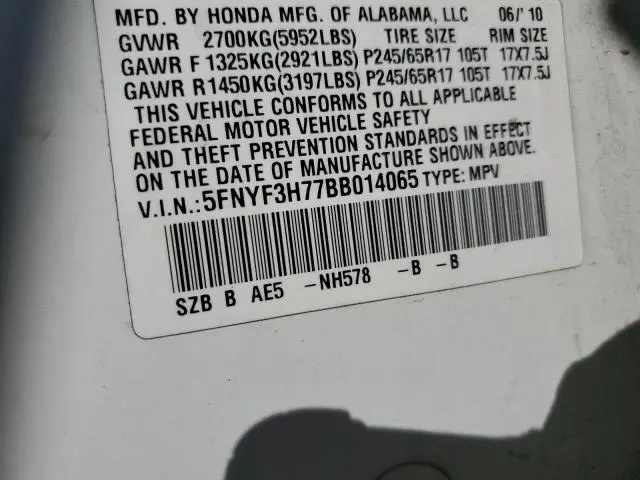 MFD. BY HONDA MFG. OF ALABAMA, LLC 06/'10
GVWR 2700KG(5952LBS) TIRE SIZE RIM SIZE
GAWR F 1325KG(2921LBS) P245/65R17 105T 17X7.5J
GAWR R1450KG(3197LBS) P245/65R17 105T 17X7.5J
THIS VEHICLE CONFORMS TO ALL APPLICABLE
FEDERAL MOTOR VEHICLE SAFETY
AND THEFT PREVENTION STANDARDS IN EFFECT
ON THE DATE OF MANUFACTURE SHOWN ABOVE.
V.I.N.:5FNYF3H77BB014065 TYPE: MPV
SZB B AE5 -NH578 -B -B